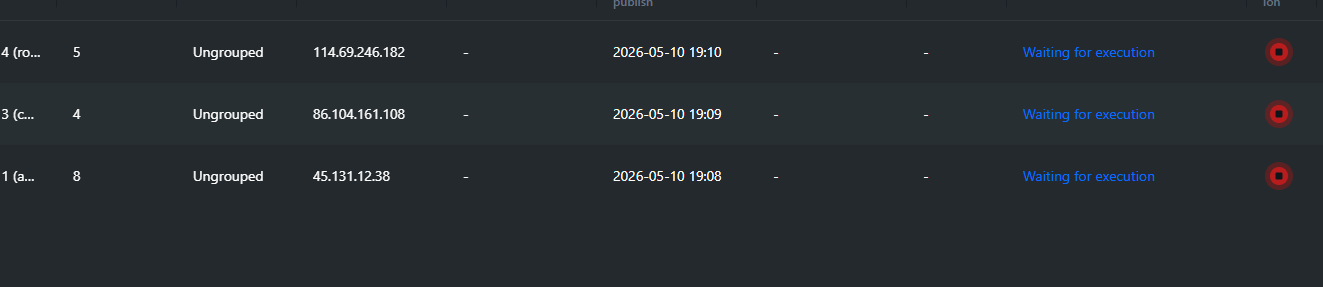 publish ion
4 (ro... 5 Ungrouped 114.69.246.182 - 2026-05-10 19:10 - - Waiting for execution
3 (c... 4 Ungrouped 86.104.161.108 - 2026-05-10 19:09 - - Waiting for execution
1 (a... 8 Ungrouped 45.131.12.38 - 2026-05-10 19:08 - - Waiting for execution